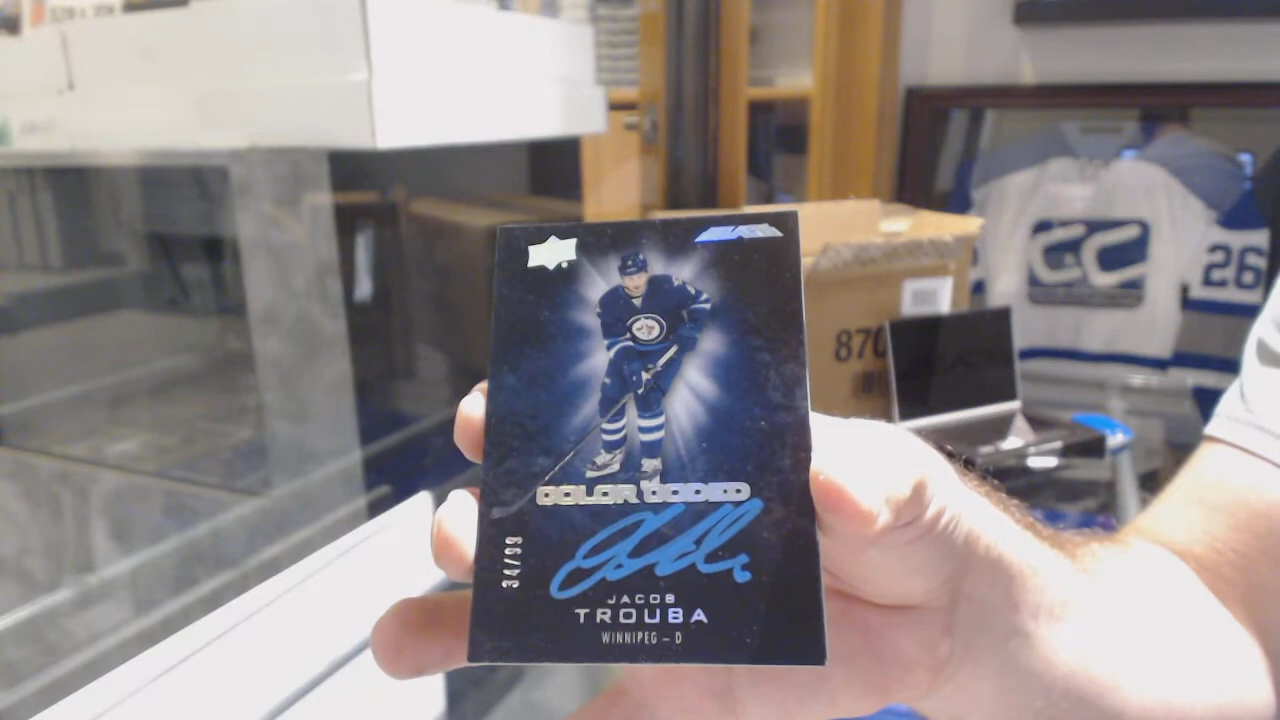 COLOR CODED
34/99
JACOB
TROUBA
WINNIPEG – D
870
CC
26